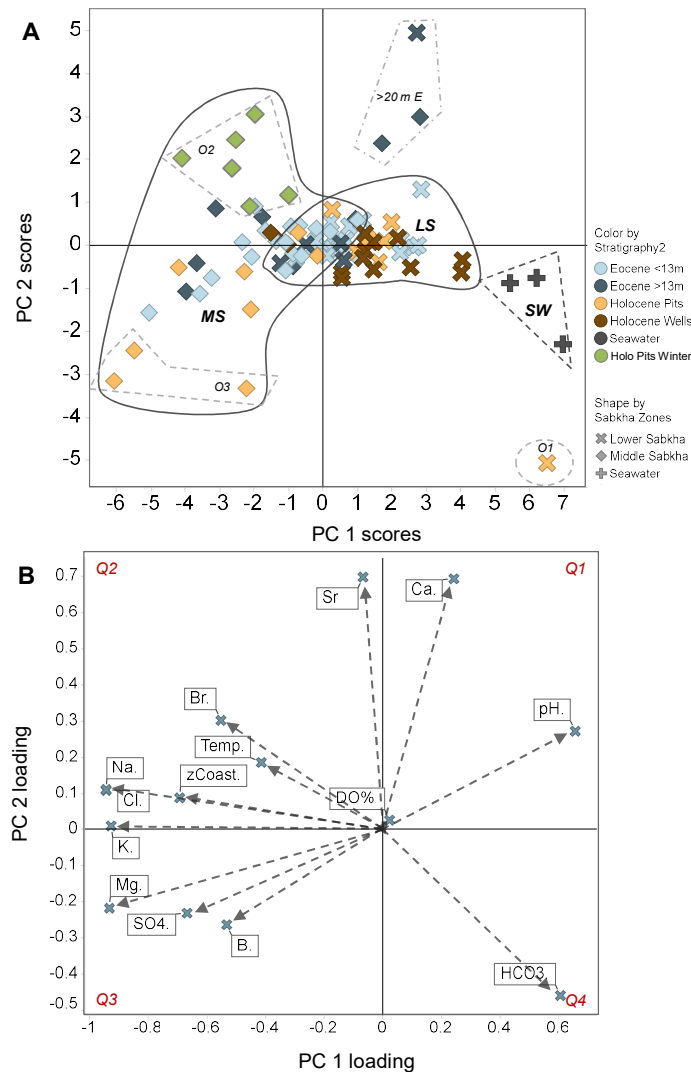 A
5
4
3
2
1
0
-1
-2
-3
-4
-5
PC 2 scores
>20 m E
O2
LS
MS
SW
O3
O1
-6 -5 -4 -3 -2 -1 0 1 2 3 4 5 6 7
PC 1 scores
Color by
Stratigraphy2
Eocene <13m
Eocene >13m
Holocene Pits
Holocene Wells
Seawater
Holo Pits Winter
Shape by
Sabkha Zones
Lower Sabkha
Middle Sabkha
Seawater
B
0.7
0.6
0.5
0.4
0.3
0.2
0.1
0
-0.1
-0.2
-0.3
-0.4
-0.5
PC 2 loading
Q2
Q1
Sr
Ca.
Br.
pH.
Temp.
Na.
zCoast.
Cl.
DO%
K.
Mg.
SO4.
B.
HCO3.
Q3
Q4
-1 -0.8 -0.6 -0.4 -0.2 0 0.2 0.4 0.6
PC 1 loading